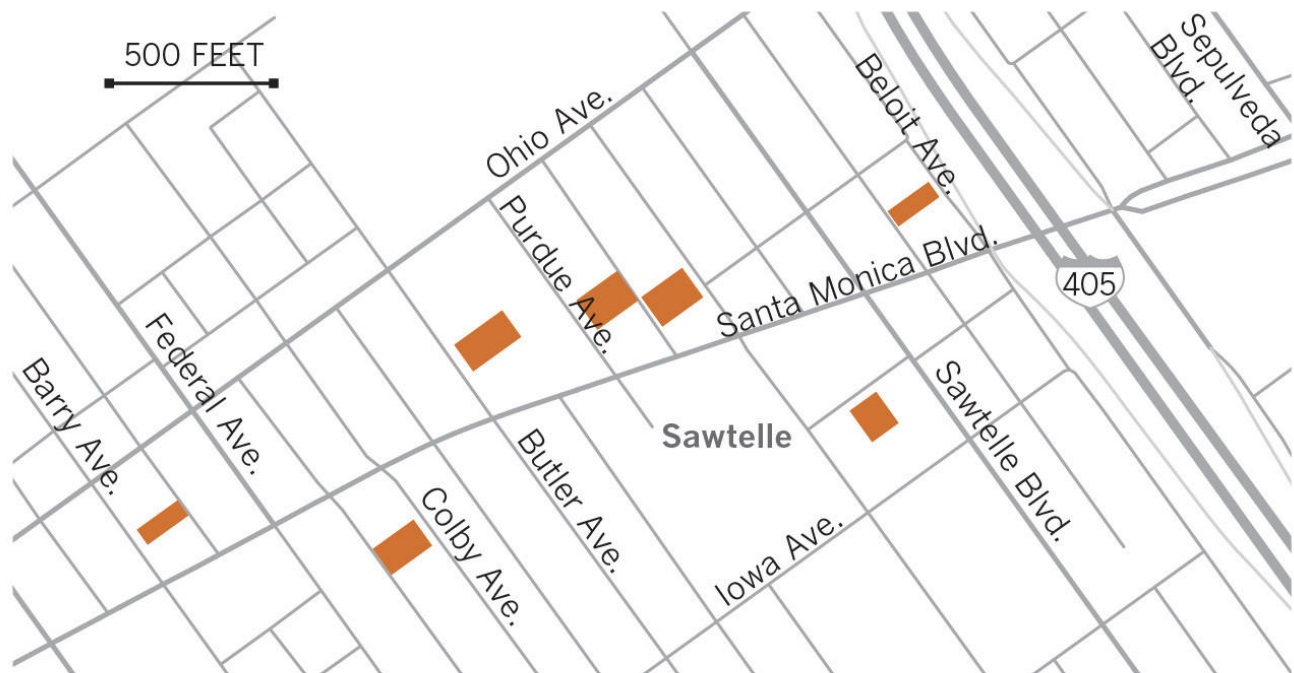 500 FEET
Sepulveda
Blvd.
Beloit Ave.
Ohio Ave.
Purdue Ave.
Santa Monica Blvd.
405
Federal Ave.
Barry Ave.
Sawtelle
Sawtelle Blvd.
Butler Ave.
Colby Ave.
Iowa Ave.